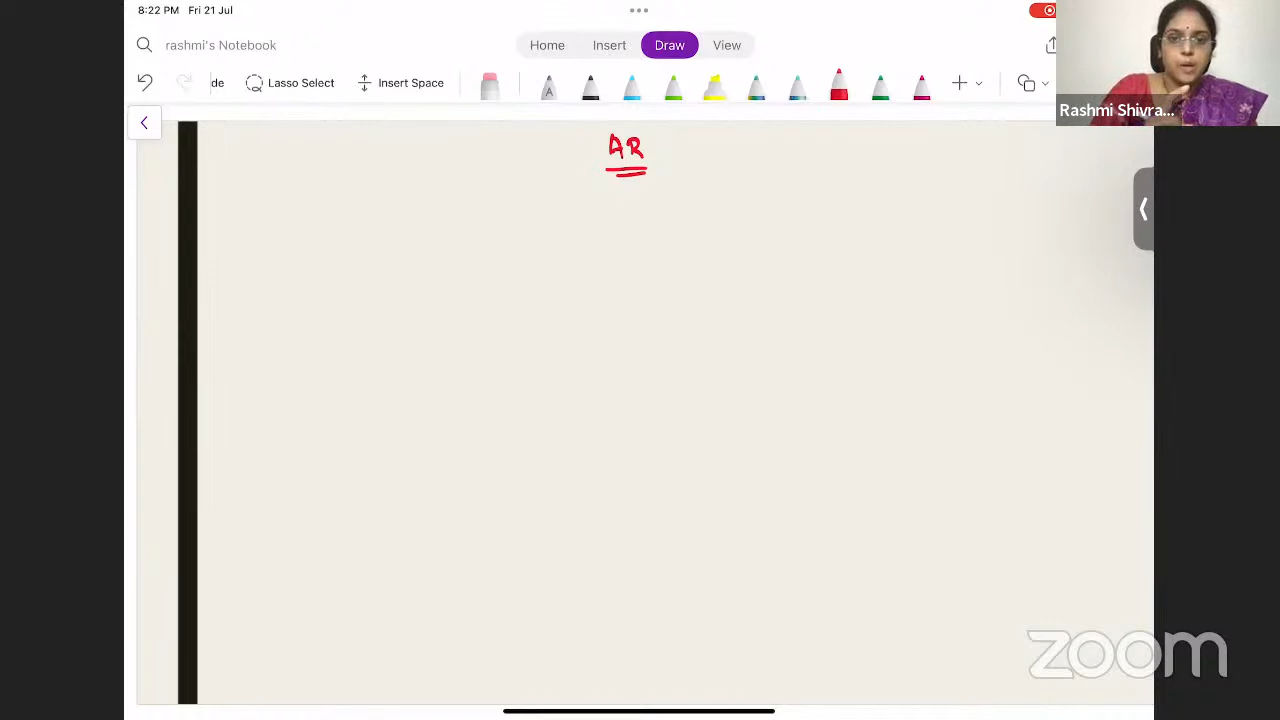 8:22 PM Fri 21 Jul
rashmi's Notebook
Home Insert Draw View
de Lasso Select Insert Space
A
Rashmi Shivra...
AR
zoom